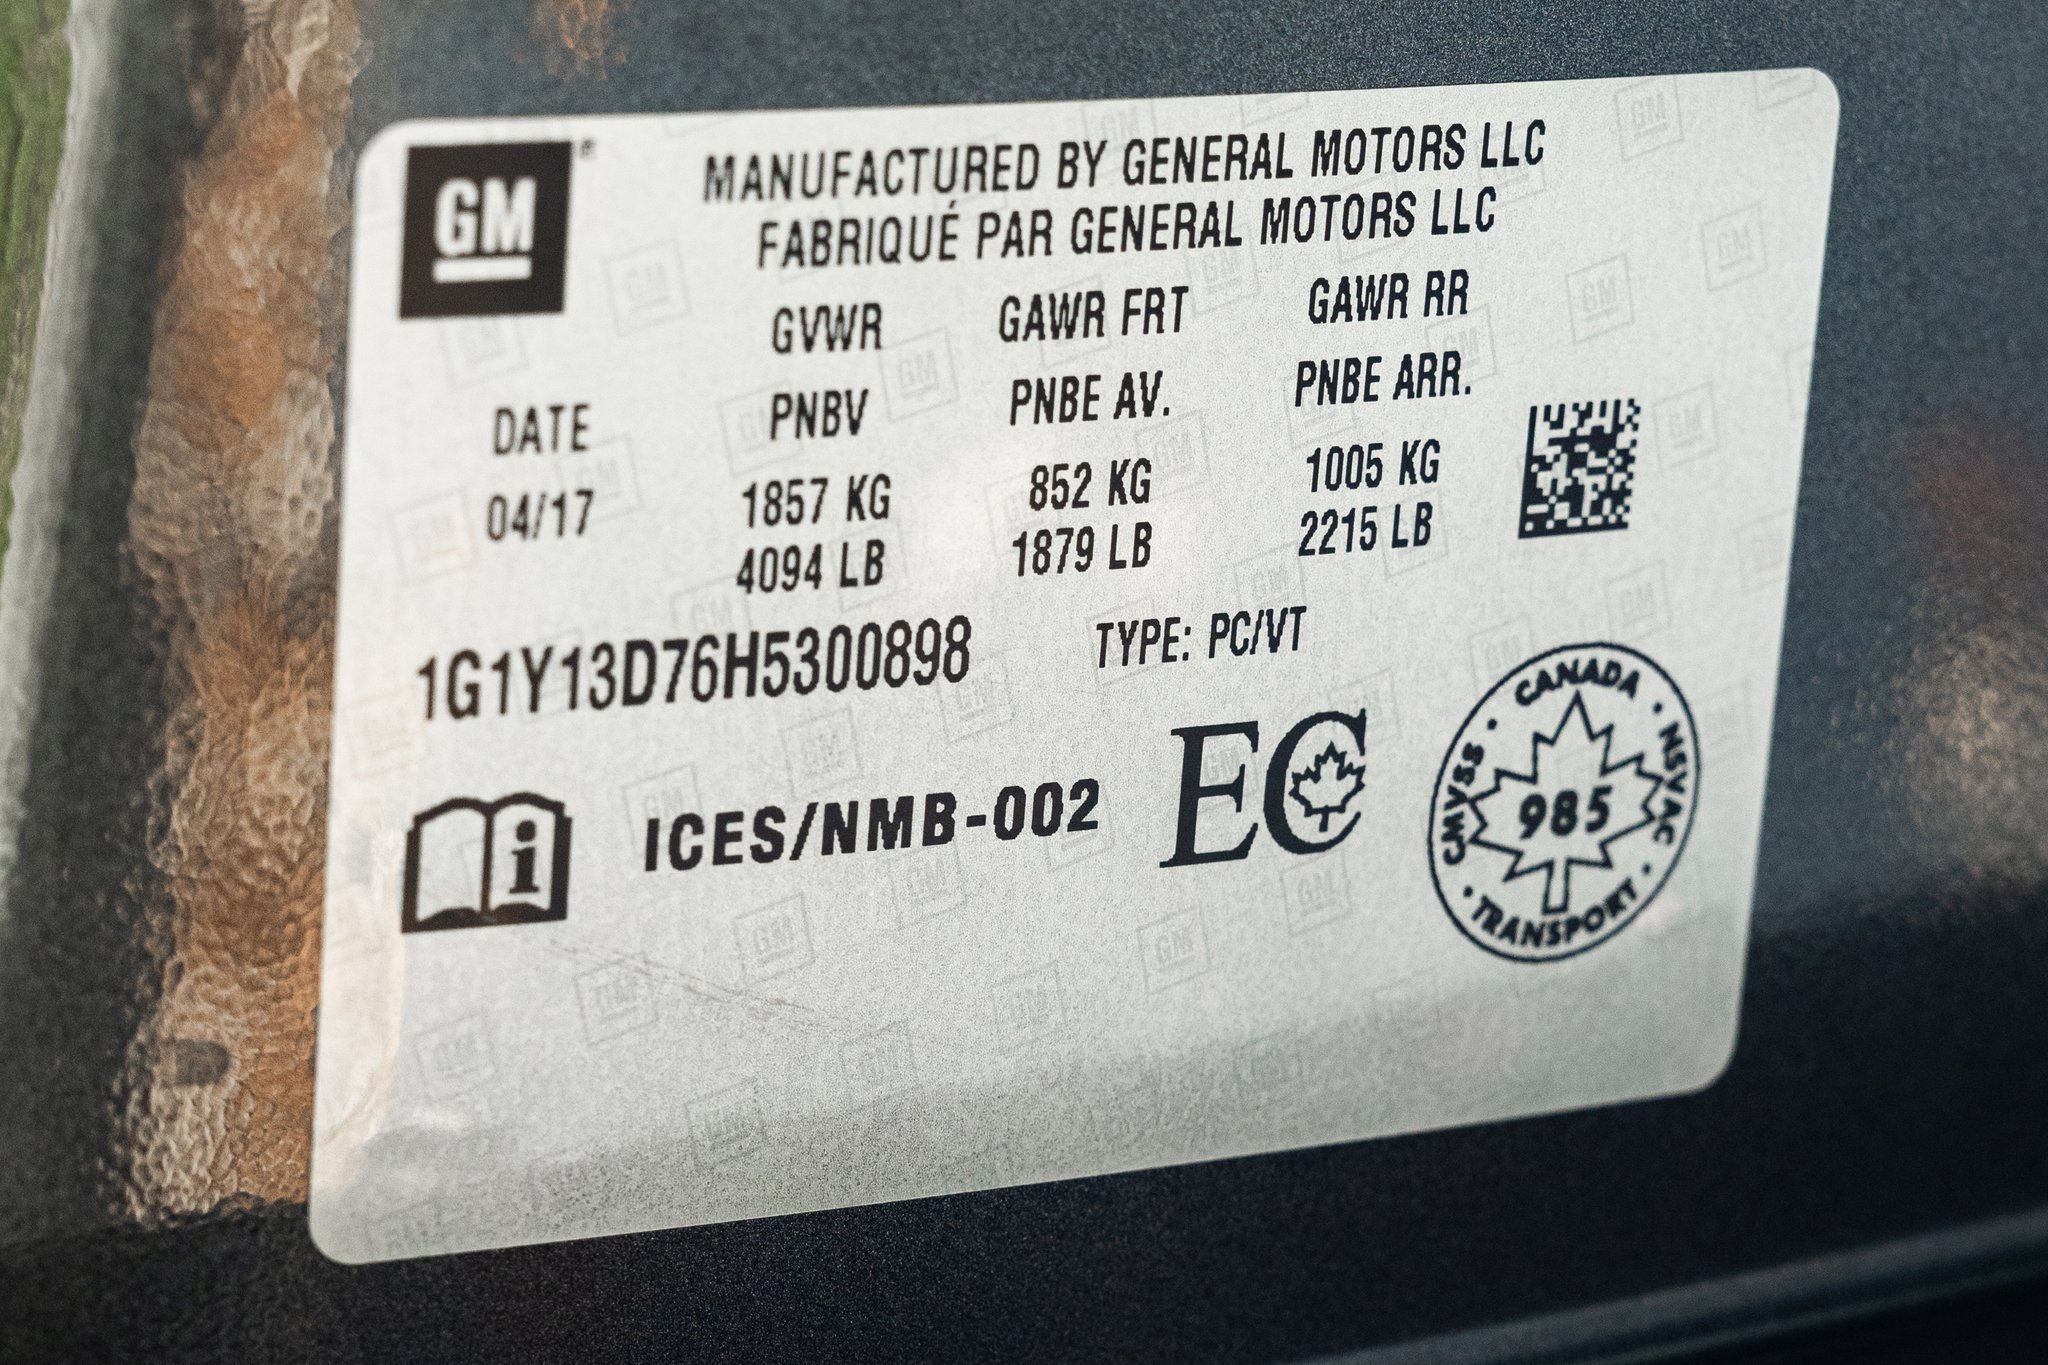 GM
MANUFACTURED BY GENERAL MOTORS LLC
FABRIQUÉ PAR GENERAL MOTORS LLC
GVWR GAWR FRT GAWR RR
DATE PNBV PNBE AV. PNBE ARR.
04/17 1857 KG 852 KG 1005 KG
4094 LB 1879 LB 2215 LB
1G1Y13D76H5300898 TYPE: PC/VT
i ICES/NMB-002 EC
CANADA · NSVAC · TRANSPORT · CMVSS ·
985